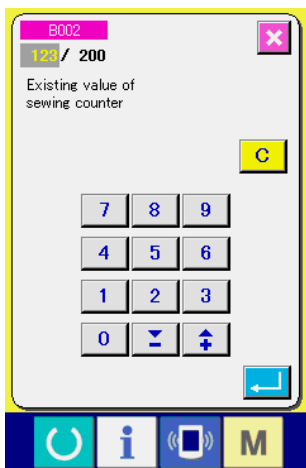 B002
123/ 200
Existing value of
sewing counter
C
7 8 9
4 5 6
1 2 3
0
i M